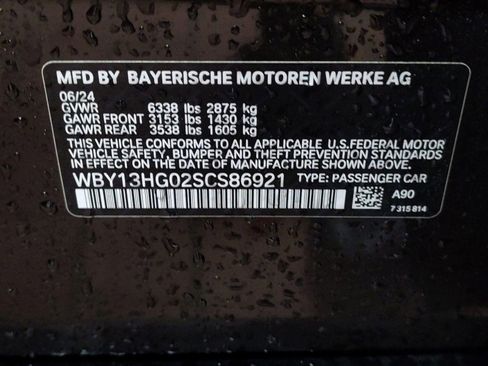 MFD BY BAYERISCHE MOTOREN WERKE AG
06/24
GVWR 6338 lbs 2875 kg
GAWR FRONT 3153 lbs 1430 kg
GAWR REAR 3538 lbs 1605 kg
THIS VEHICLE CONFORMS TO ALL APPLICABLE U.S.FEDERAL MOTOR
VEHICLE SAFETY, BUMPER, AND THEFT PREVENTION STANDARDS
IN EFFECT ON THE DATE OF MANUFACTURE SHOWN ABOVE.
WBY13HG02SCS86921 TYPE: PASSENGER CAR
A90
7 315 814